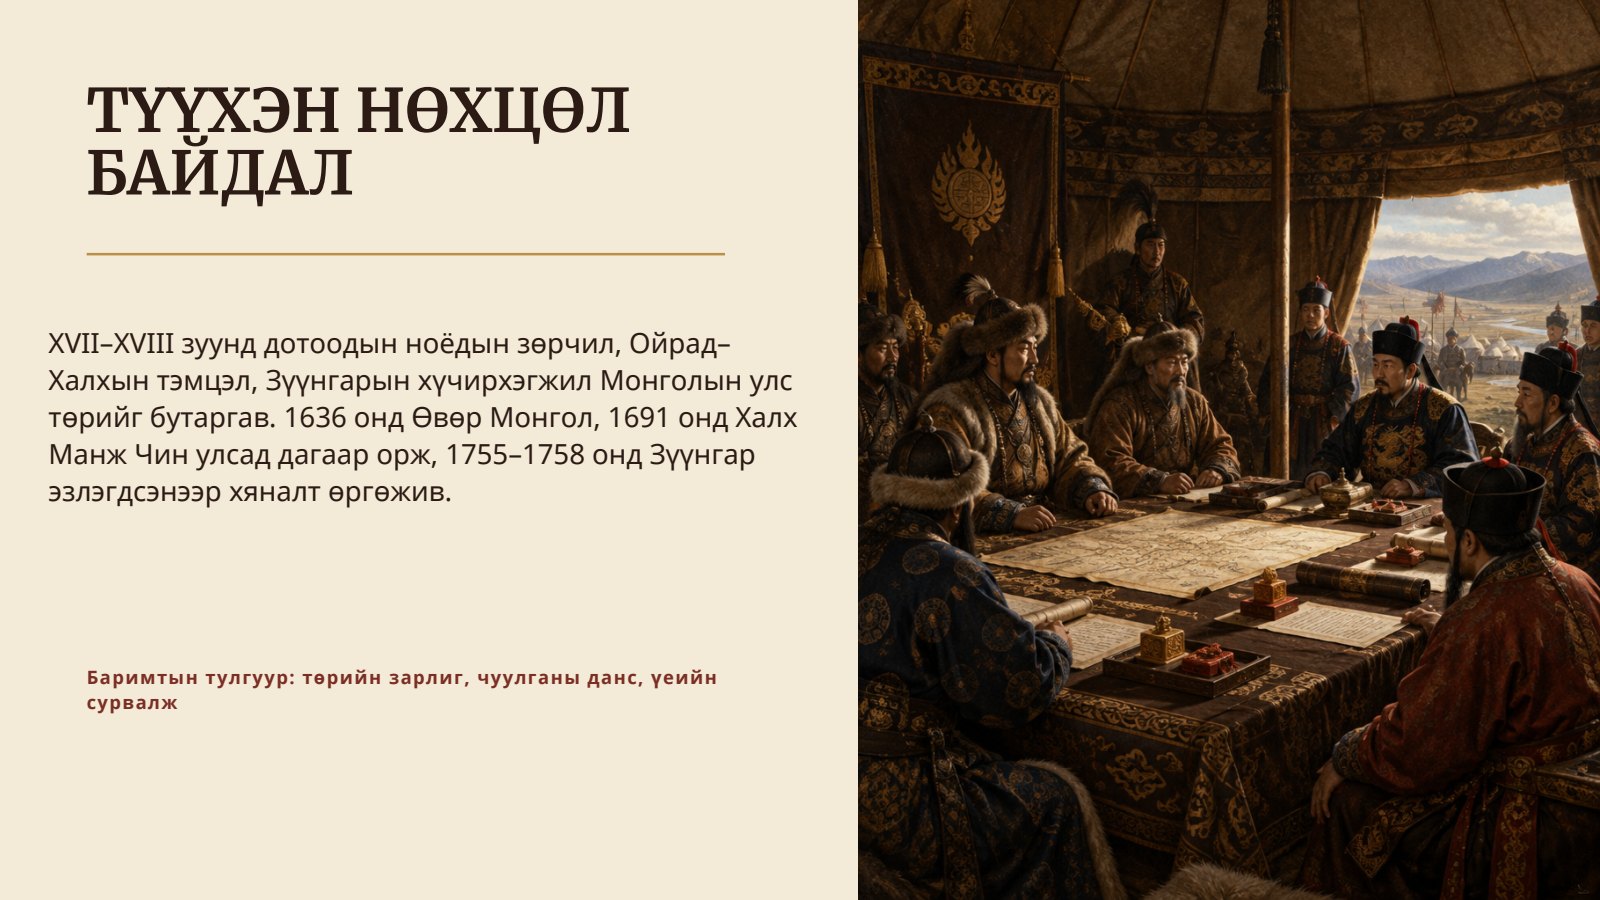 ТҮҮХЭН НӨХЦӨЛ
БАЙДАЛ
XVII–XVIII зуунд дотоодын ноёдын зөрчил, Ойрад–
Халхын тэмцэл, Зүүнгарын хүчирхэгжил Монголын улс
төрийг бутаргав. 1636 онд Өвөр Монгол, 1691 онд Халх
Манж Чин улсад дагаар орж, 1755–1758 онд Зүүнгар
эзлэгдсэнээр хяналт өргөжив.
Баримтын тулгуур: төрийн зарлиг, чуулганы данс, үеийн
сурвалж